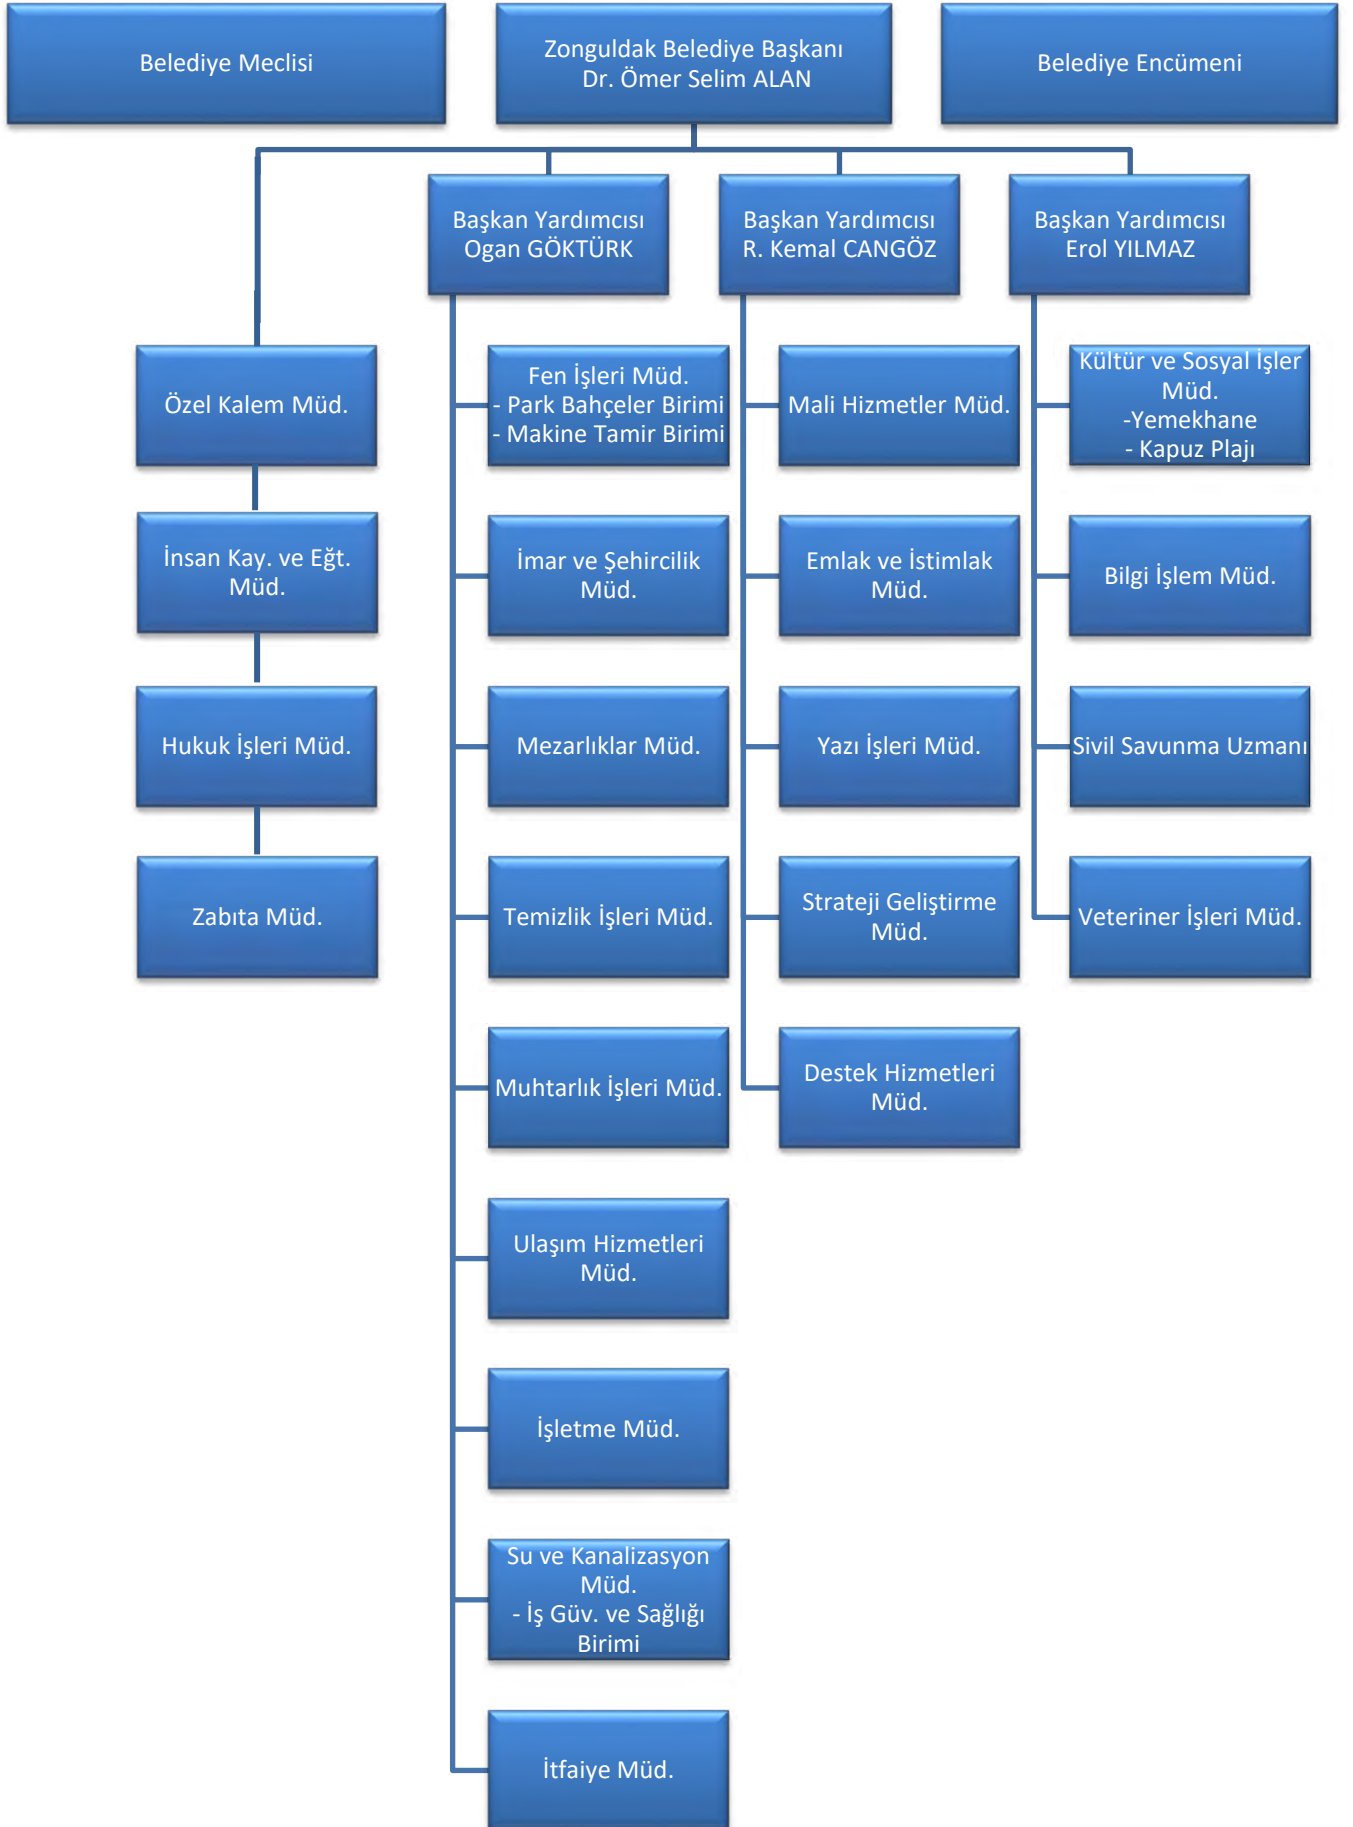 Belediye Meclisi
Zonguldak Belediye Başkanı
Dr. Ömer Selim ALAN
Belediye Encümeni
Başkan Yardımcısı
Ogan GÖKTÜRK
Başkan Yardımcısı
R. Kemal CANGÖZ
Başkan Yardımcısı
Erol YILMAZ
Özel Kalem Müd.
İnsan Kay. ve Eğt.
Müd.
Hukuk İşleri Müd.
Zabıta Müd.
Fen İşleri Müd.
- Park Bahçeler Birimi
- Makine Tamir Birimi
İmar ve Şehircilik
Müd.
Mezarlıklar Müd.
Temizlik İşleri Müd.
Muhtarlık İşleri Müd.
Ulaşım Hizmetleri
Müd.
İşletme Müd.
Su ve Kanalizasyon
Müd.
- İş Güv. ve Sağlığı
Birimi
İtfaiye Müd.
Mali Hizmetler Müd.
Emlak ve İstimlak
Müd.
Yazı İşleri Müd.
Strateji Geliştirme
Müd.
Destek Hizmetleri
Müd.
Kültür ve Sosyal İşler
Müd.
-Yemekhane
- Kapuz Plajı
Bilgi İşlem Müd.
Sivil Savunma Uzmanı
Veteriner İşleri Müd.